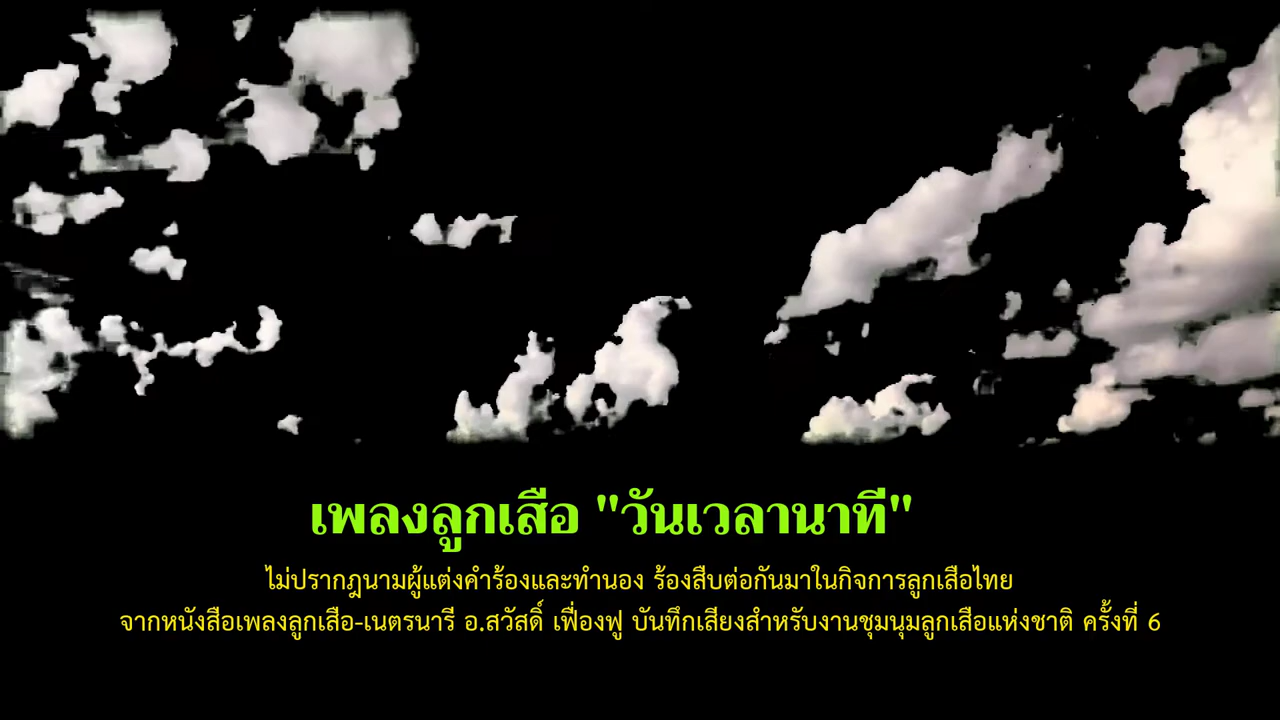 เพลงลูกเสือ "วันเวลานาที"
ไม่ปรากฎนามผู้แต่งคำร้องและทำนอง ร้องสืบต่อกันมาในกิจการลูกเสือไทย
จากหนังสือเพลงลูกเสือ-เนตรนารี อ.สวัสดิ์ เฟื่องฟู บันทึกเสียงสำหรับงานชุมนุมลูกเสือแห่งชาติ ครั้งที่ 6